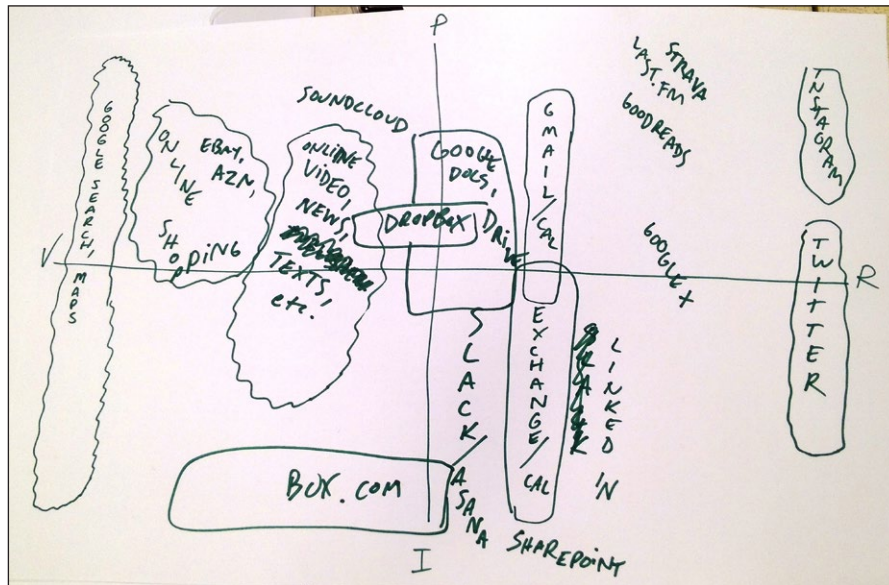 P
STRAVA
LAST.FM
GOODREADS
INSTAGRAM
SOUNDCLOUD
GOOGLE SEARCH, MAPS
ONLINE SHOPPING
EBAY,
AZN,
ONLINE
VIDEO,
NEWS,
TEXTS,
etc.
GOOGLE
DOCS,
DRIVE
DROPBOX
GMAIL/CAL
GOOGLE+
V
R
TWITTER
SLACK/
ASANA
EXCHANGE/CAL
LINKED IN
BOX.COM
SHAREPOINT
I